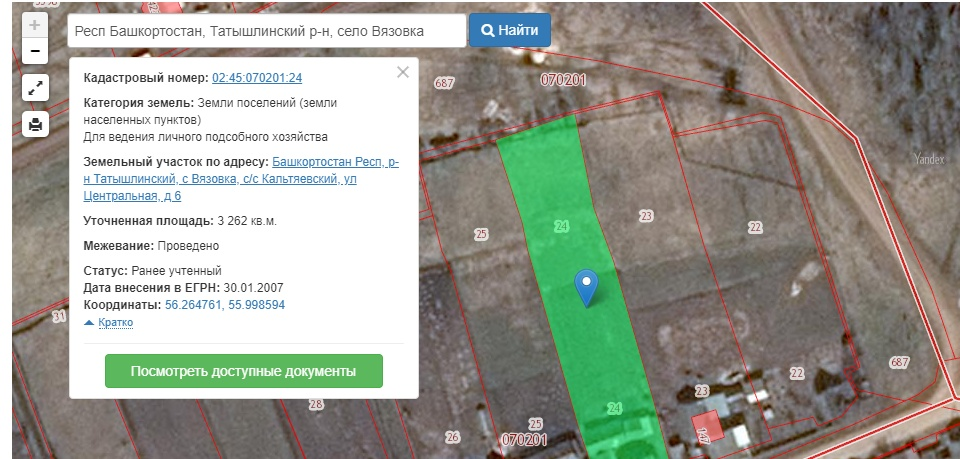 +
Респ Башкортостан, Татышлинский р-н, село Вязовка
Найти
−
Кадастровый номер: 02:45:070201:24
Категория земель: Земли поселений (земли
населенных пунктов)
Для ведения личного подсобного хозяйства
Земельный участок по адресу: Башкортостан Респ, р-
н Татышлинский, с Вязовка, с/с Кальтяевский, ул
Центральная, д 6
Уточненная площадь: 3 262 кв.м.
Межевание: Проведено
Статус: Ранее учтенный
Дата внесения в ЕГРН: 30.01.2007
Координаты: 56.264761, 55.998594
Кратко
Посмотреть доступные документы
687
070201
Yandex
25
24
23
22
31
687
22
23
28
24
25
26
070201
147